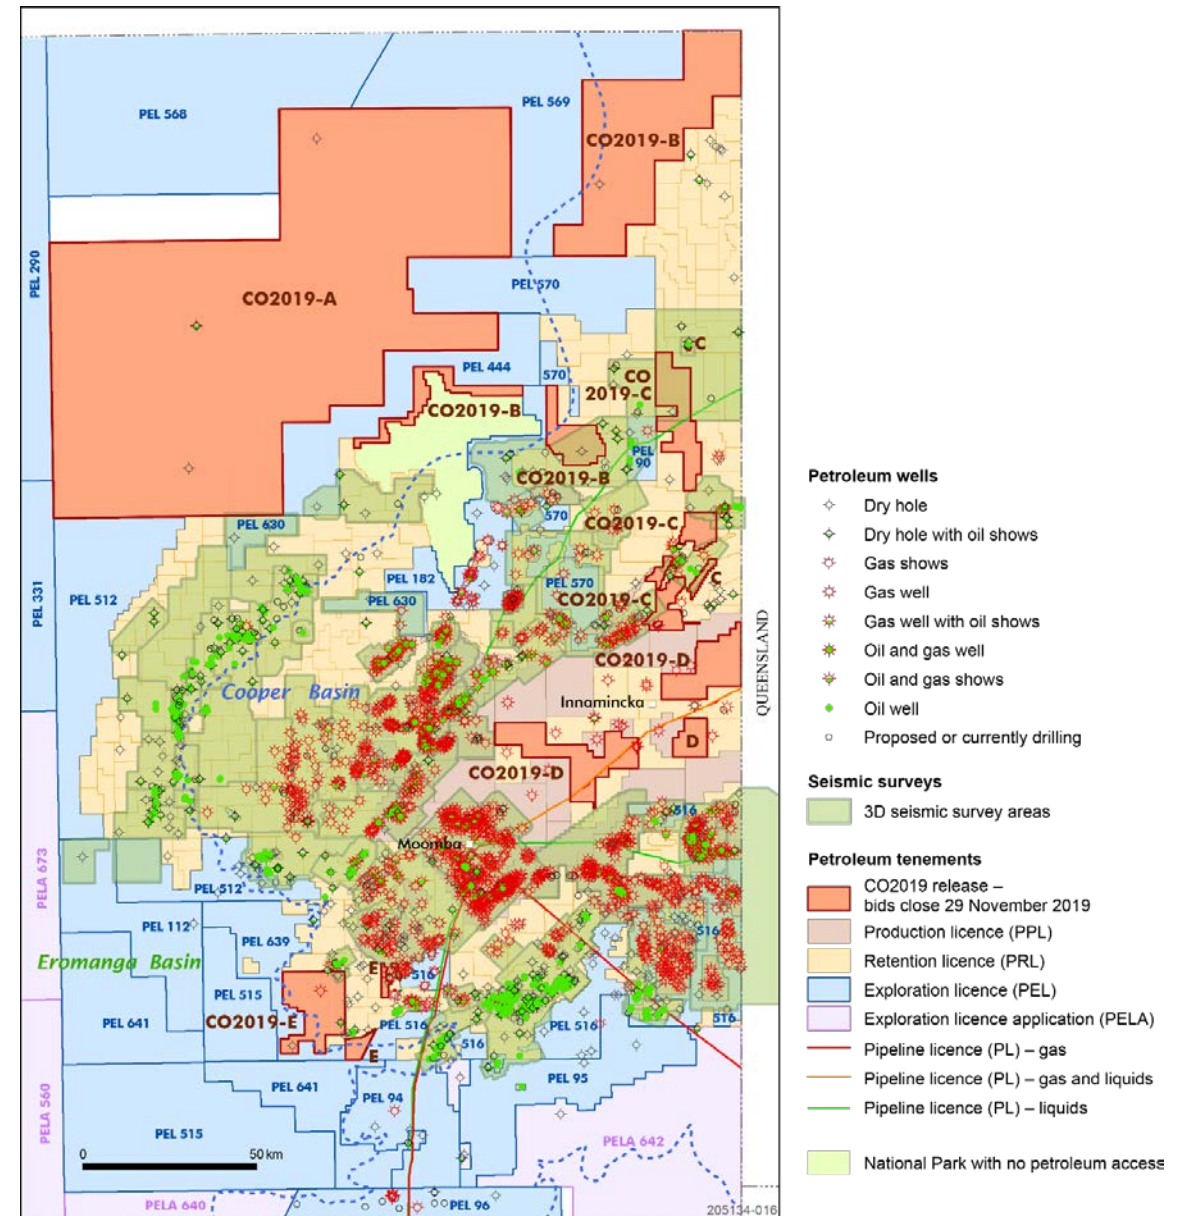 PEL 568
PEL 569
CO2019-B
PEL 290
PEL 570
CO2019-A
C
PEL 444
570
CO
2019-C
CO2019-B
PEL
90
CO2019-B
570
CO2019-C
PEL 630
PEL 331
PEL 512
PEL 182
PEL 570
C
PEL 630
CO2019-C
QUEENSLAND
CO2019-D
Cooper Basin
Innamincka
D
CO2019-D
516
Moomba
PELA 673
PEL 512
PEL 112
516
PEL 639
Eromanga Basin
E
516
PEL 515
CO2019-E
PEL 641
PEL 516
PEL 516
516
516
E
PEL 95
PEL 641
PEL 94
PELA 560
PEL 515
PELA 642
0 50 km
PELA 640
PEL 96
205134-016
Petroleum wells
Dry hole
Dry hole with oil shows
Gas shows
Gas well
Gas well with oil shows
Oil and gas well
Oil and gas shows
Oil well
Proposed or currently drilling
Seismic surveys
3D seismic survey areas
Petroleum tenements
CO2019 release –
bids close 29 November 2019
Production licence (PPL)
Retention licence (PRL)
Exploration licence (PEL)
Exploration licence application (PELA)
Pipeline licence (PL) – gas
Pipeline licence (PL) – gas and liquids
Pipeline licence (PL) – liquids
National Park with no petroleum access